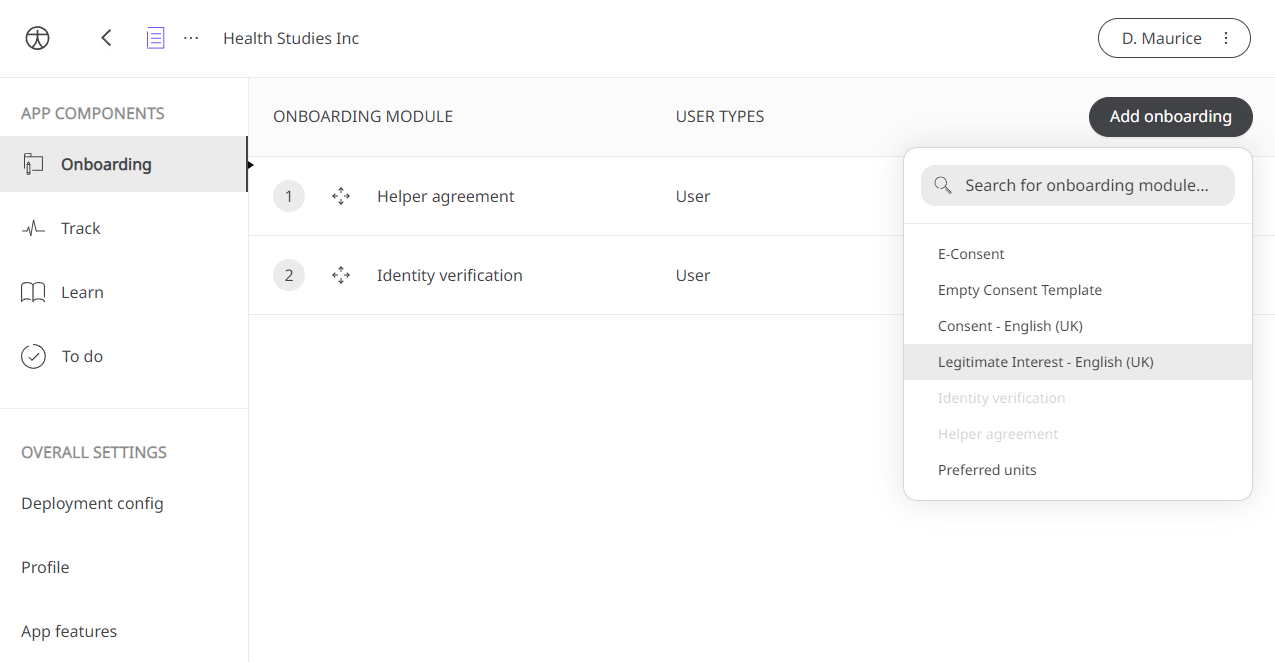 Health Studies Inc
D. Maurice
APP COMPONENTS
Onboarding
Track
Learn
To do
OVERALL SETTINGS
Deployment config
Profile
App features
ONBOARDING MODULE USER TYPES
Add onboarding
1 Helper agreement User
2 Identity verification User
Search for onboarding module...
E-Consent
Empty Consent Template
Consent - English (UK)
Legitimate Interest - English (UK)
Identity verification
Helper agreement
Preferred units